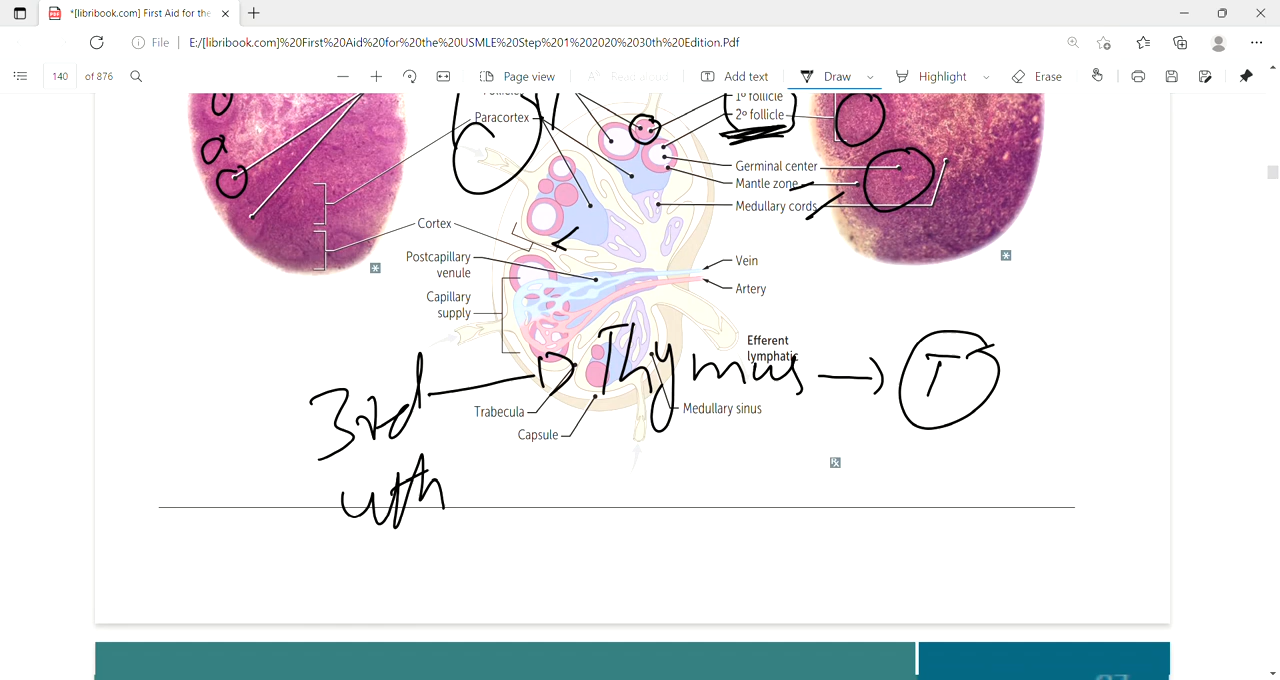 *[libribook.com] First Aid for the
File E:/[libribook.com]%20First%20Aid%20for%20the%20USMLE%20Step%201%202020%2030th%20Edition.Pdf
140 of 876
Page view
Read aloud
Add text
Draw
Highlight
Erase
1º follicle
Paracortex
2º follicle
Germinal center
Mantle zone
Medullary cords
Cortex
Postcapillary
venule
Vein
Artery
Capillary
supply
Efferent
lymphatic
3rd
Thymus → T
Trabecula
Medullary sinus
Capsule
4th